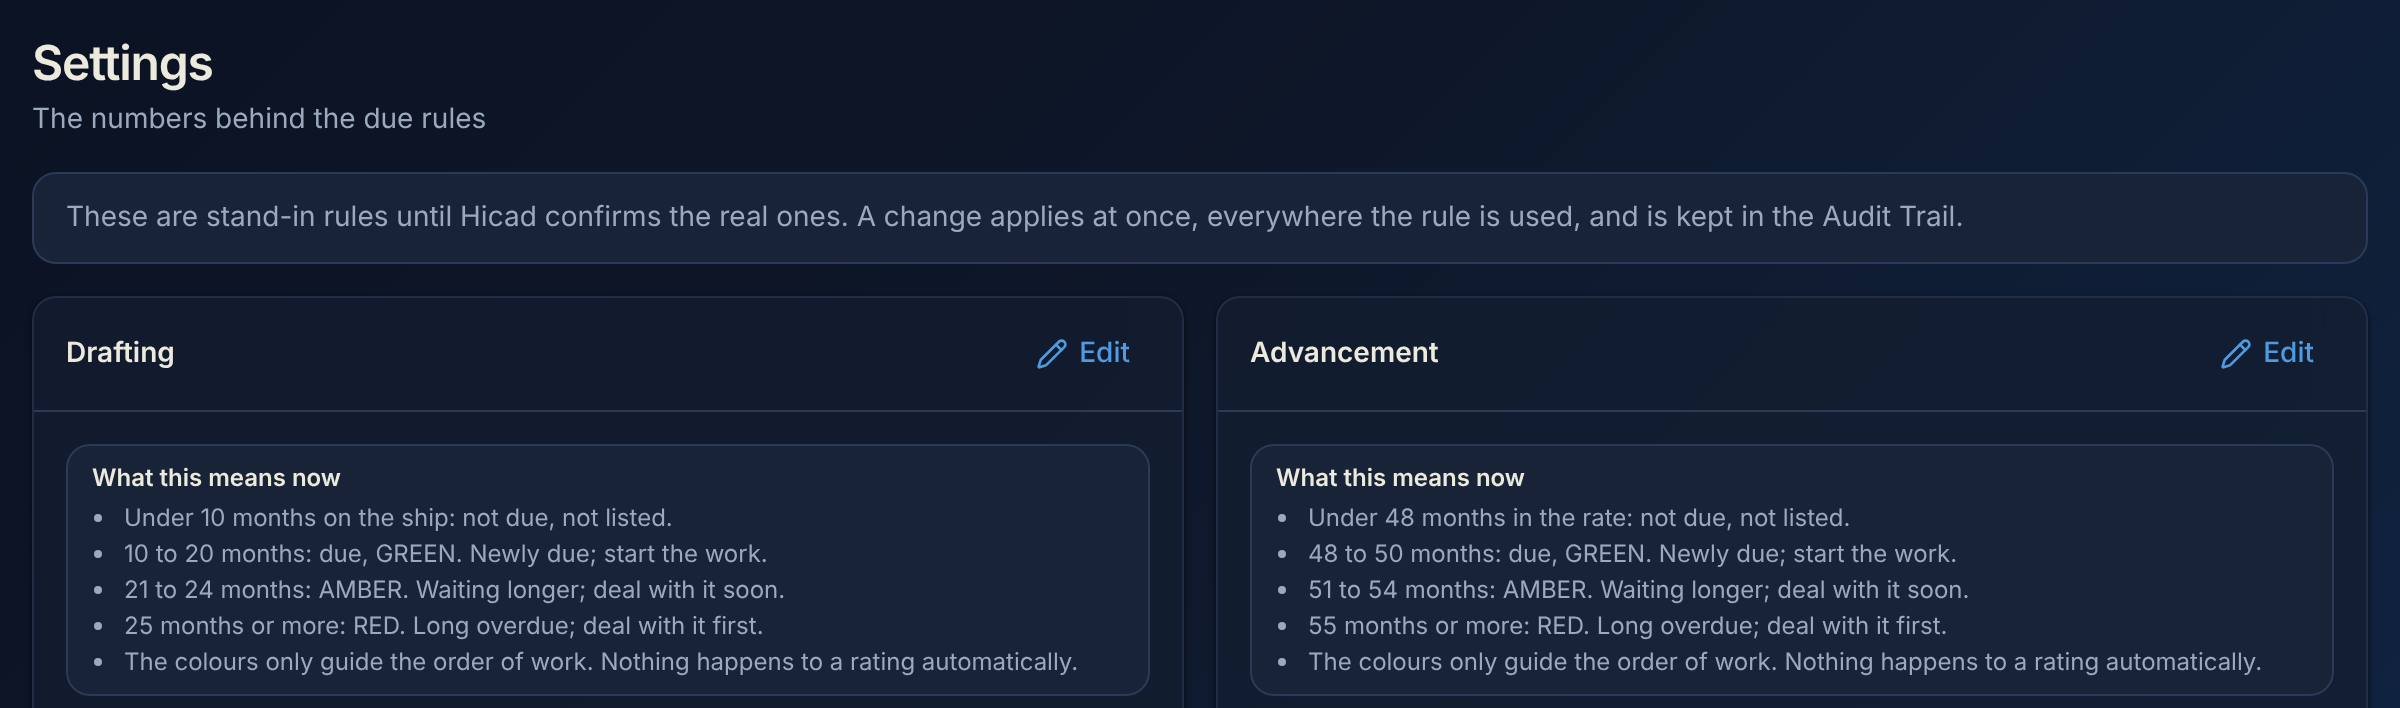 Settings
The numbers behind the due rules
These are stand-in rules until Hicad confirms the real ones. A change applies at once, everywhere the rule is used, and is kept in the Audit Trail.
Drafting
Edit
What this means now
• Under 10 months on the ship: not due, not listed.
• 10 to 20 months: due, GREEN. Newly due; start the work.
• 21 to 24 months: AMBER. Waiting longer; deal with it soon.
• 25 months or more: RED. Long overdue; deal with it first.
• The colours only guide the order of work. Nothing happens to a rating automatically.
Advancement
Edit
What this means now
• Under 48 months in the rate: not due, not listed.
• 48 to 50 months: due, GREEN. Newly due; start the work.
• 51 to 54 months: AMBER. Waiting longer; deal with it soon.
• 55 months or more: RED. Long overdue; deal with it first.
• The colours only guide the order of work. Nothing happens to a rating automatically.